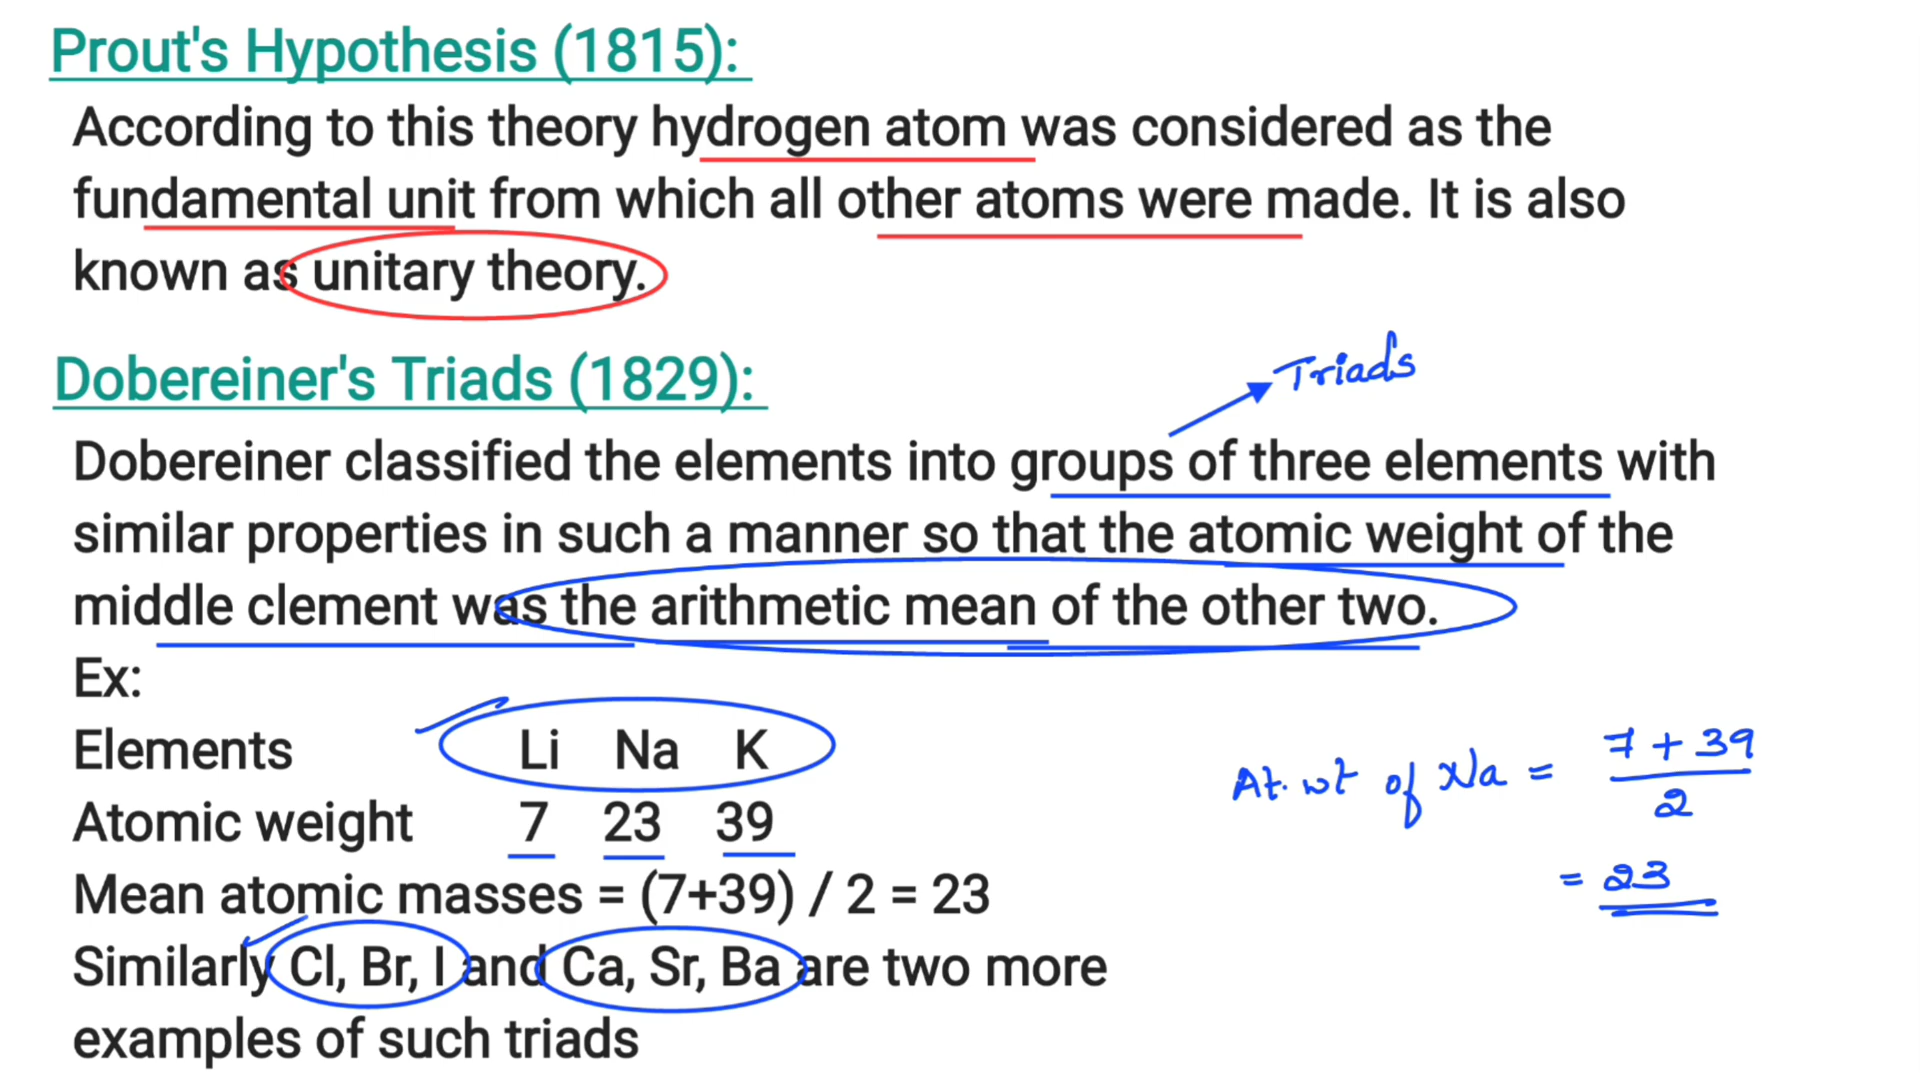 Prout's Hypothesis (1815):
According to this theory hydrogen atom was considered as the
fundamental unit from which all other atoms were made. It is also
known as unitary theory.
Dobereiner's Triads (1829):
Triads
Dobereiner classified the elements into groups of three elements with
similar properties in such a manner so that the atomic weight of the
middle clement was the arithmetic mean of the other two.
Ex:
Elements Li Na K
Atomic weight 7 23 39
Mean atomic masses = (7+39) / 2 = 23
Similarly Cl, Br, I and Ca, Sr, Ba are two more
examples of such triads
At. wt of Na = 7 + 39
2
= 23